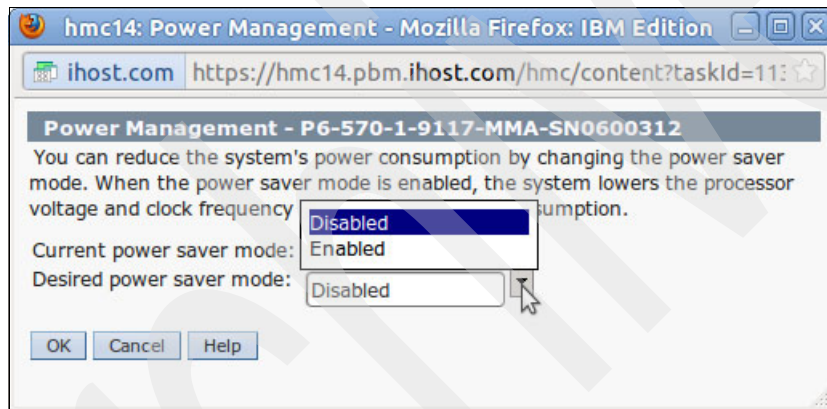 hmc14: Power Management - Mozilla Firefox: IBM Edition
ihost.com https://hmc14.pbm.ihost.com/hmc/content?taskId=113
Power Management - P6-570-1-9117-MMA-SN0600312
You can reduce the system's power consumption by changing the power saver
mode. When the power saver mode is enabled, the system lowers the processor
voltage and clock frequency
Disabled
Enabled
Current power saver mode:
Desired power saver mode: Disabled
OK Cancel Help